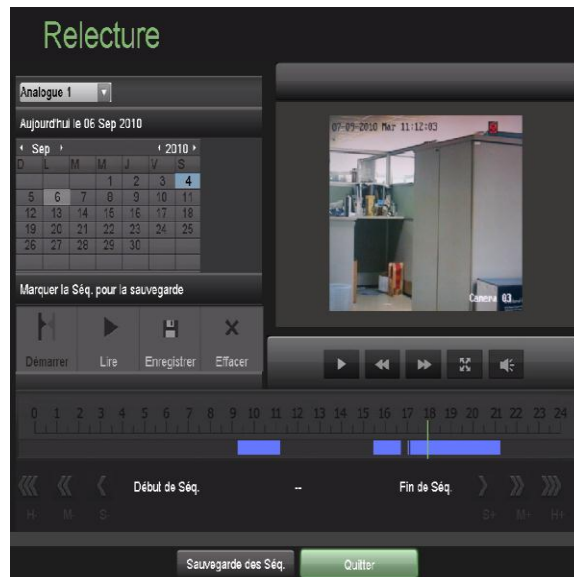 Relecture
Analogue 1
Aujourd'hui le 06 Sep 2010
Sep 2010
D L M M J V S
1 2 3 4
5 6 7 8 9 10 11
12 13 14 15 16 17 18
19 20 21 22 23 24 25
26 27 28 29 30
07-09-2010 Mar 11:12:03
Camera 03
Marquer la Séq. pour la sauvegarde
Démarrer Lire Enregistrer Effacer
0 1 2 3 4 5 6 7 8 9 10 11 12 13 14 15 16 17 18 19 20 21 22 23 24
Début de Séq. -- Fin de Séq.
H- M- S- S+ M+ H+
Sauvegarde des Séq. Quitter